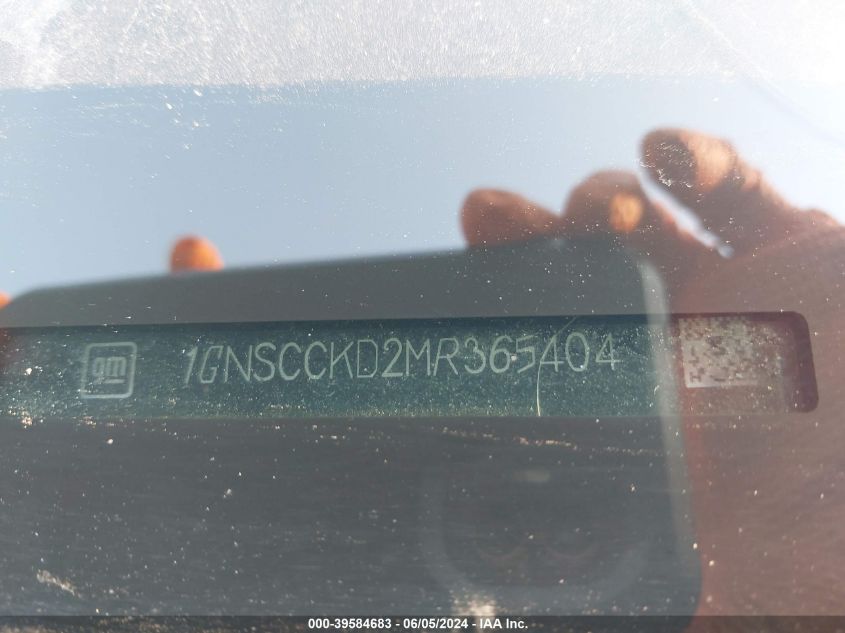 gm 1GNSCCKD2MR365404
000-39584683 - 06/05/2024 - IAA Inc.